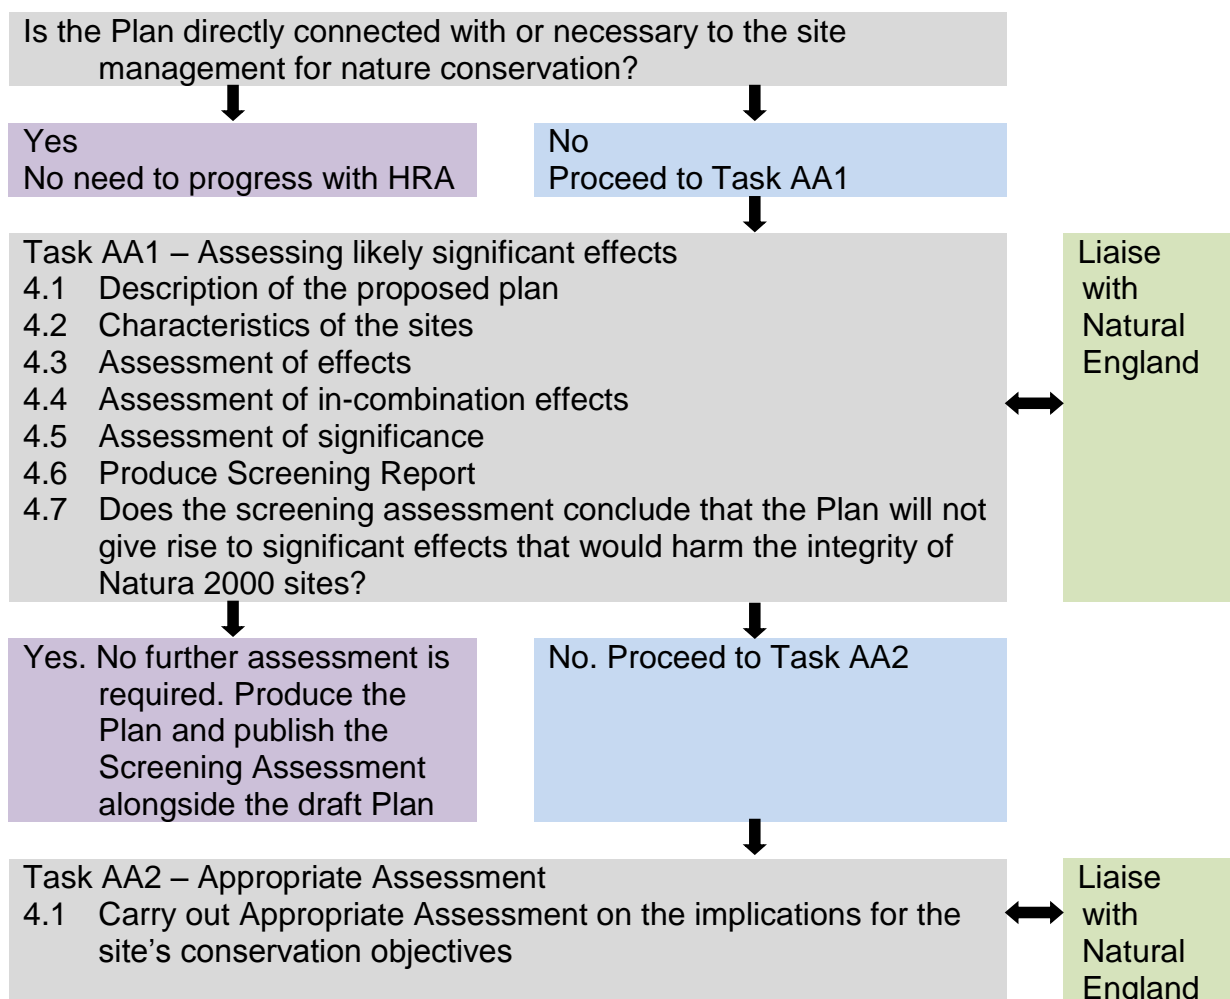 Is the Plan directly connected with or necessary to the site
management for nature conservation?
Yes
No need to progress with HRA
No
Proceed to Task AA1
Task AA1 – Assessing likely significant effects
4.1 Description of the proposed plan
4.2 Characteristics of the sites
4.3 Assessment of effects
4.4 Assessment of in-combination effects
4.5 Assessment of significance
4.6 Produce Screening Report
4.7 Does the screening assessment conclude that the Plan will not
give rise to significant effects that would harm the integrity of
Natura 2000 sites?
Liaise
with
Natural
England
Yes. No further assessment is
required. Produce the
Plan and publish the
Screening Assessment
alongside the draft Plan
No. Proceed to Task AA2
Task AA2 – Appropriate Assessment
4.1 Carry out Appropriate Assessment on the implications for the
site’s conservation objectives
Liaise
with
Natural
England